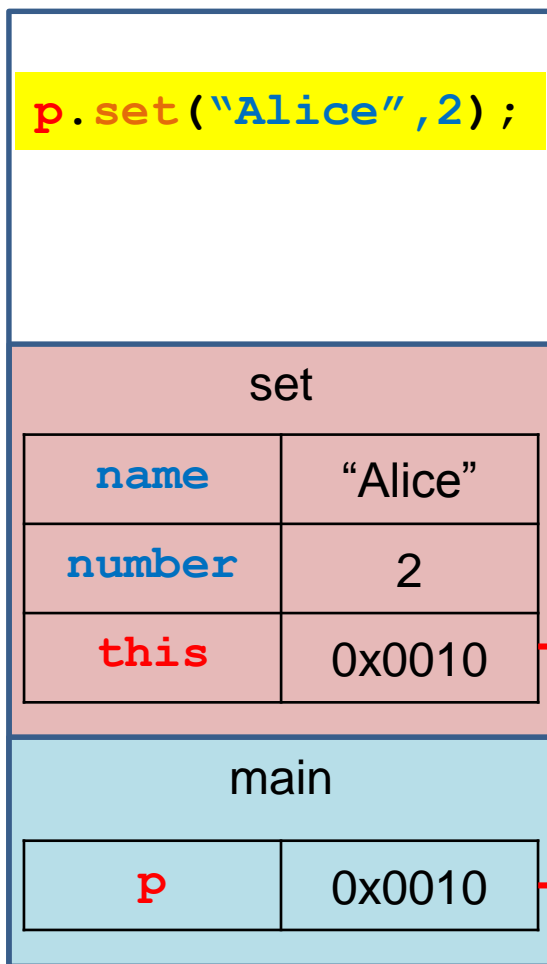 p.set(“Alice”,2);
set
name “Alice”
number 2
this 0x0010
main
p 0x0010